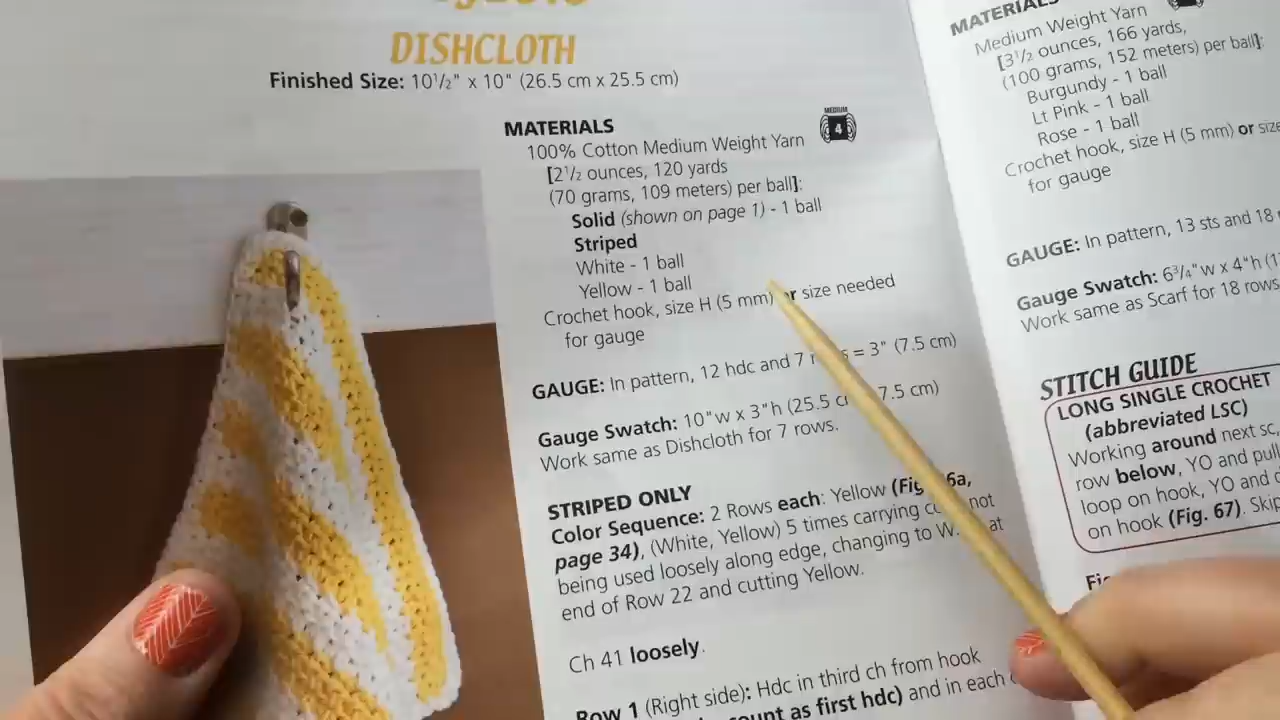 DISHCLOTH
Finished Size: 10½" x 10" (26.5 cm x 25.5 cm)
MATERIALS
MEDIUM
4
100% Cotton Medium Weight Yarn
[2½ ounces, 120 yards
(70 grams, 109 meters) per ball]:
Solid (shown on page 1) - 1 ball
Striped
White - 1 ball
Yellow - 1 ball
Crochet hook, size H (5 mm) or size needed
for gauge
GAUGE: In pattern, 12 hdc and 7 = 3" (7.5 cm)
Gauge Swatch: 10"w x 3"h (25.5 7.5 cm)
Work same as Dishcloth for 7 rows.
STRIPED ONLY
Color Sequence: 2 Rows each: Yellow (Fig. 6a,
page 34), (White, Yellow) 5 times carrying not
being used loosely along edge, changing to at
end of Row 22 and cutting Yellow.
Ch 41 loosely.
Row 1 (Right side): Hdc in third ch from hook
count as first hdc) and in each
MATERIALS
Medium Weight Yarn
[3½ ounces, 166 yards,
(100 grams, 152 meters) per ball]:
Burgundy - 1 ball
Lt Pink - 1 ball
Rose - 1 ball
Crochet hook, size H (5 mm) or size
for gauge
GAUGE: In pattern, 13 sts and 18
Gauge Swatch: 6¾"w x 4"h
Work same as Scarf for 18 rows.
STITCH GUIDE
LONG SINGLE CROCHET
(abbreviated LSC)
Working around next sc,
row below, YO and pull
loop on hook, YO and
on hook (Fig. 67). Skip